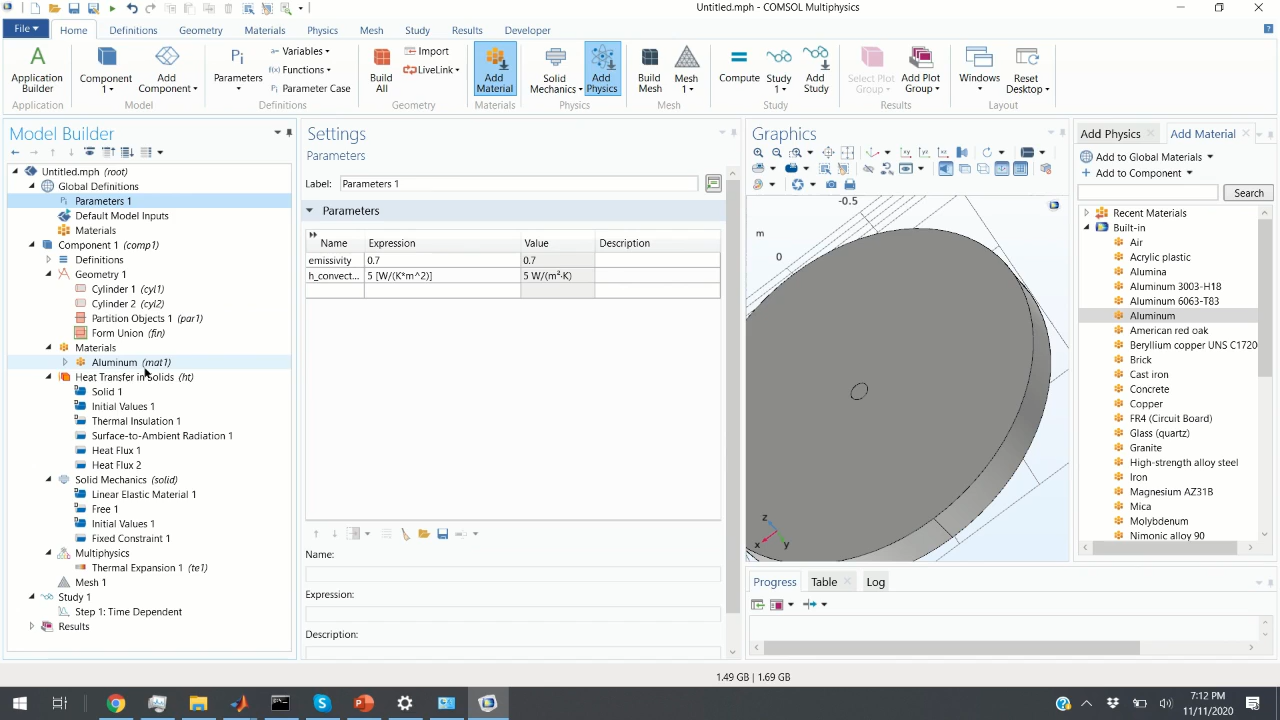 Untitled.mph - COMSOL Multiphysics
File
Home
Definitions
Geometry
Materials
Physics
Mesh
Study
Results
Developer
Application Builder
Component 1
Add Component
Parameters
a= Variables
f(x) Functions
Pi Parameter Case
Build All
Import
LiveLink
Add Material
Solid Mechanics
Add Physics
Build Mesh
Mesh 1
Compute
Study 1
Add Study
Select Plot Group
Add Plot Group
Windows
Reset Desktop
Application
Model
Definitions
Geometry
Materials
Physics
Mesh
Study
Results
Layout
Model Builder
Untitled.mph (root)
Global Definitions
Pi Parameters 1
Default Model Inputs
Materials
Component 1 (comp1)
Definitions
Geometry 1
Cylinder 1 (cyl1)
Cylinder 2 (cyl2)
Partition Objects 1 (par1)
Form Union (fin)
Materials
Aluminum (mat1)
Heat Transfer in Solids (ht)
Solid 1
Initial Values 1
Thermal Insulation 1
Surface-to-Ambient Radiation 1
Heat Flux 1
Heat Flux 2
Solid Mechanics (solid)
Linear Elastic Material 1
Free 1
Initial Values 1
Fixed Constraint 1
Multiphysics
Thermal Expansion 1 (te1)
Mesh 1
Study 1
Step 1: Time Dependent
Results
Settings
Parameters
Label: Parameters 1
Parameters
Name Expression Value Description
emissivity 0.7 0.7
h_convect... 5 [W/(K*m^2)] 5 W/(m²·K)
Name:
Expression:
Description:
Graphics
-0.5
m
0
z
x
y
Progress
Table
Log
Add Physics
Add Material
Add to Global Materials
+ Add to Component
Search
Recent Materials
Built-in
Air
Acrylic plastic
Alumina
Aluminum 3003-H18
Aluminum 6063-T83
Aluminum
American red oak
Beryllium copper UNS C1720
Brick
Cast iron
Concrete
Copper
FR4 (Circuit Board)
Glass (quartz)
Granite
High-strength alloy steel
Iron
Magnesium AZ31B
Mica
Molybdenum
Nimonic alloy 90
1.49 GB | 1.69 GB
7:12 PM
11/11/2020